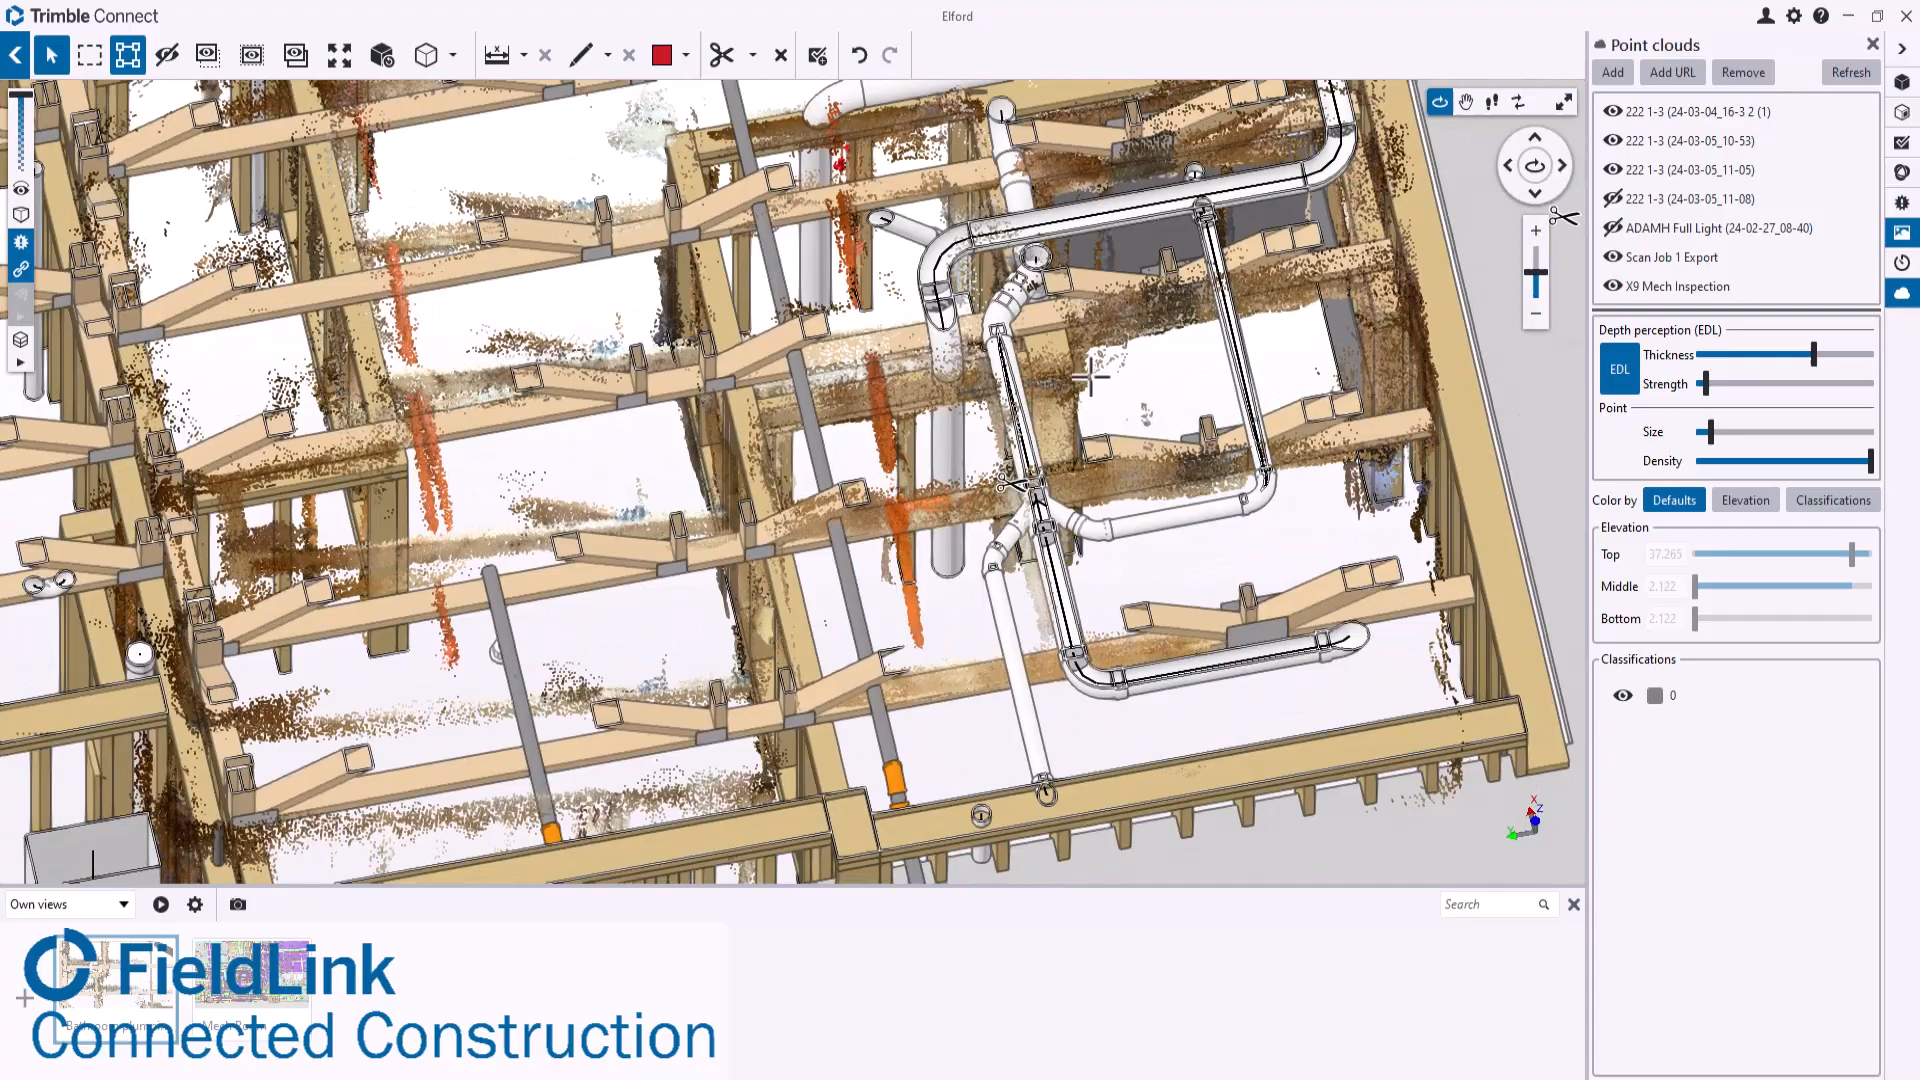 Trimble Connect
Elford
Point clouds
Add
Add URL
Remove
Refresh
222 1-3 (24-03-04_16-3 2 (1)
222 1-3 (24-03-05_10-53)
222 1-3 (24-03-05_11-05)
222 1-3 (24-03-05_11-08)
ADAMH Full Light (24-02-27_08-40)
Scan Job 1 Export
X9 Mech Inspection
Depth perception (EDL)
EDL
Thickness
Strength
Point
Size
Density
Color by
Defaults
Elevation
Classifications
Elevation
Top
37.265
Middle
2.122
Bottom
2.122
Classifications
0
X
Z
Y
Own views
Search
FieldLink
Connected Construction